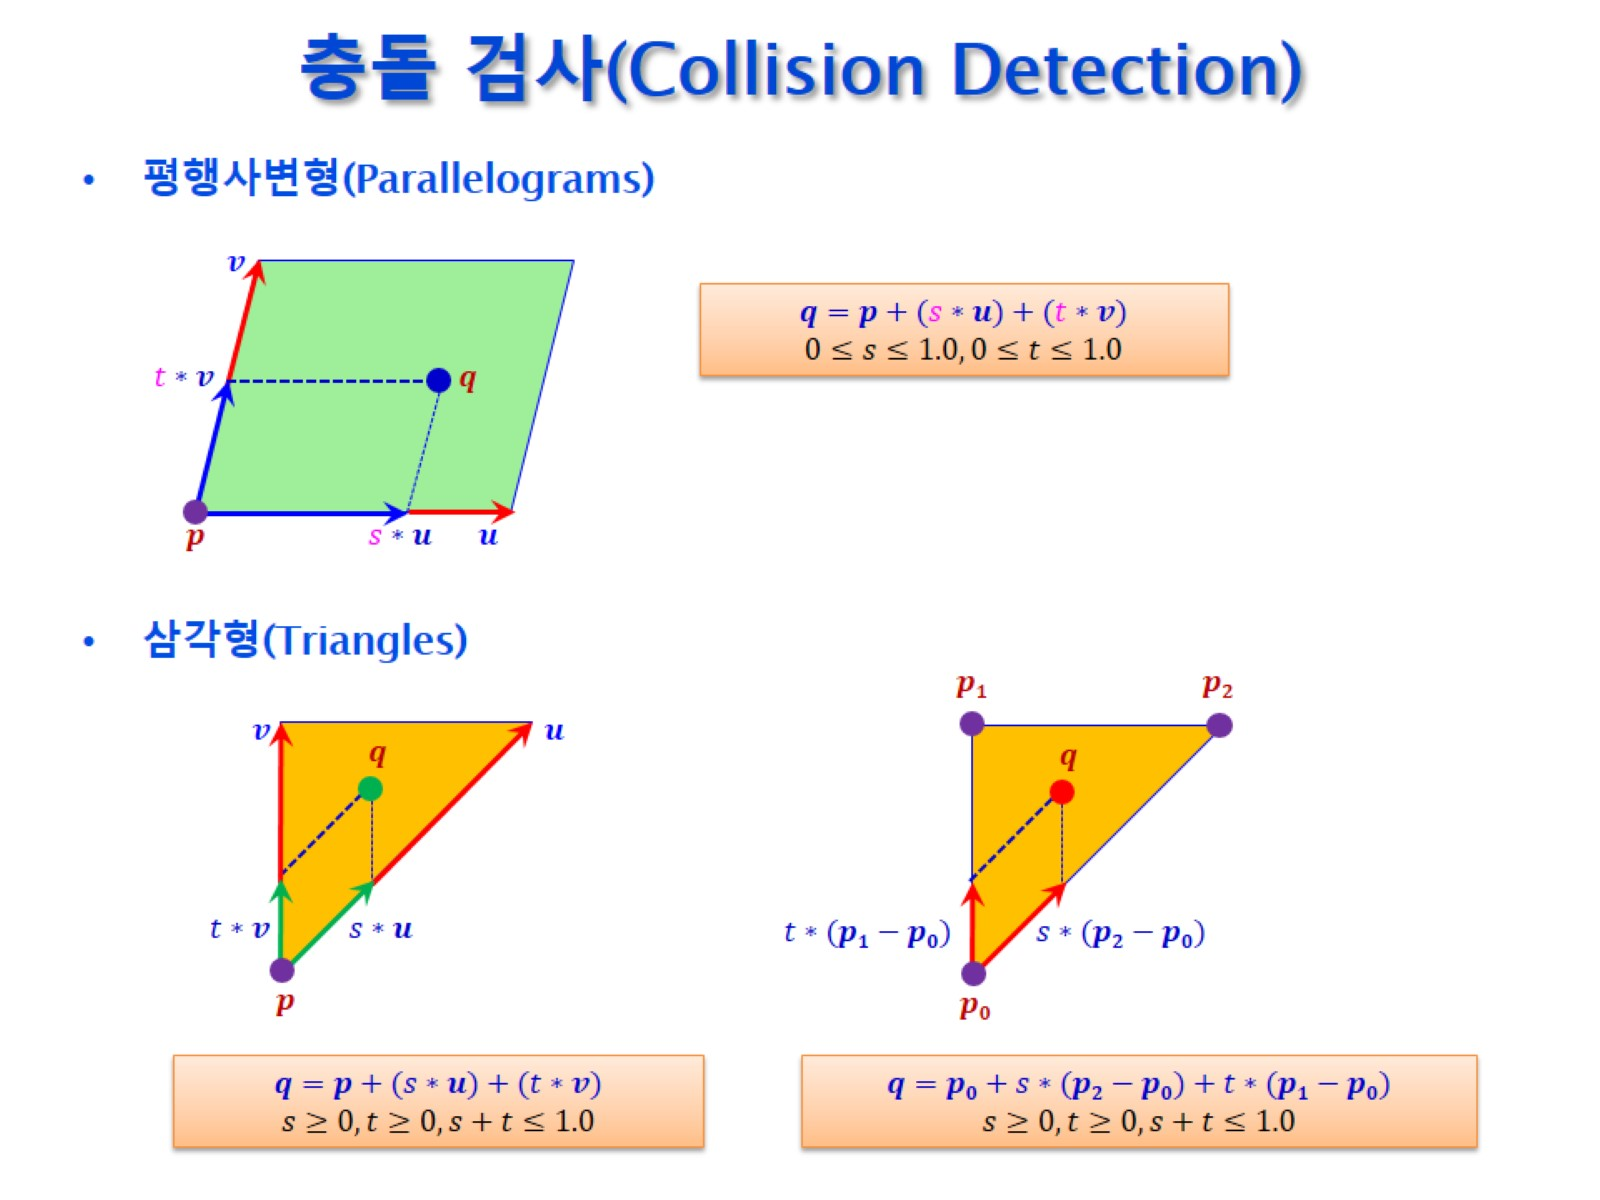 충돌 검사(Collision Detection)
• 평행사변형(Parallelograms)
v
t * v
q
p
s * u
u
q = p + (s * u) + (t * v)
0 ≤ s ≤ 1.0, 0 ≤ t ≤ 1.0
• 삼각형(Triangles)
v
u
q
t * v
s * u
p
q = p + (s * u) + (t * v)
s ≥ 0, t ≥ 0, s + t ≤ 1.0
p₁
p₂
q
t * (p₁ − p₀)
s * (p₂ − p₀)
p₀
q = p₀ + s * (p₂ − p₀) + t * (p₁ − p₀)
s ≥ 0, t ≥ 0, s + t ≤ 1.0